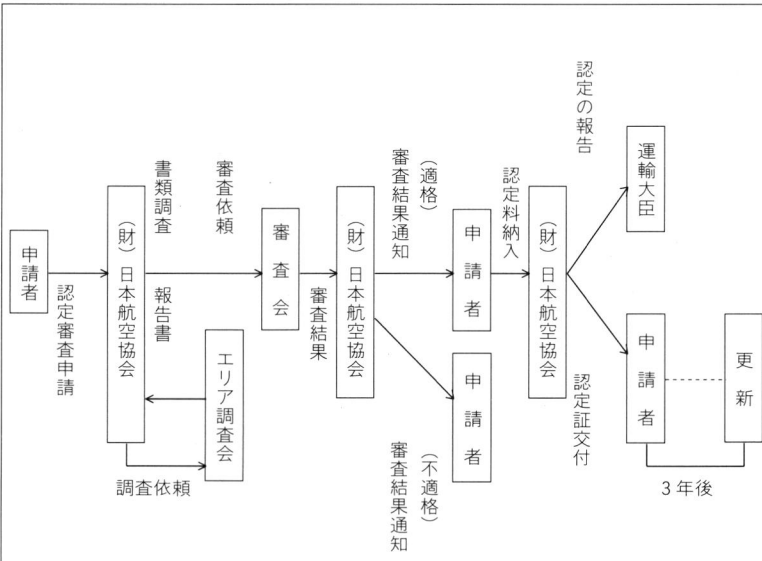 申請者
認定審査申請
(財)日本航空協会
書類調査
審査依頼
報告書
エリア調査会
調査依頼
審査会
審査結果
(財)日本航空協会
(適格)
審査結果通知
申請者
(不適格)
審査結果通知
申請者
認定料納入
(財)日本航空協会
認定の報告
運輸大臣
認定証交付
申請者
更新
3年後